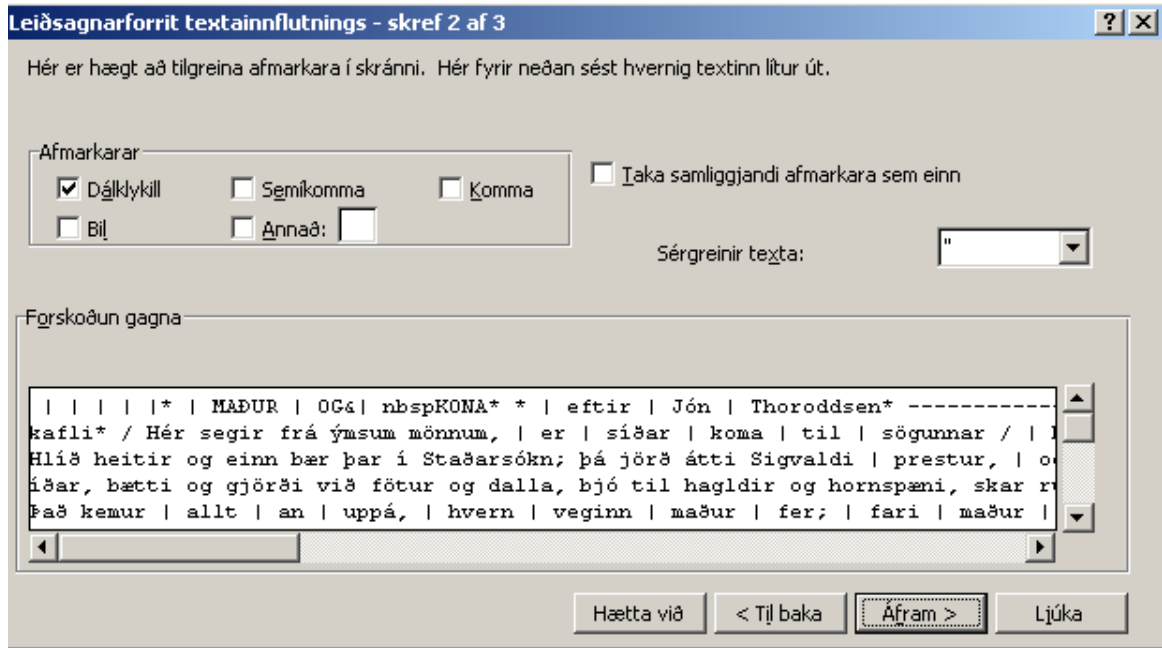 Leiðsagnarforrit textainnflutnings - skref 2 af 3
Hér er hægt að tilgreina afmarkara í skránni. Hér fyrir neðan sést hvernig textinn lítur út.
Afmarkarar
Dálklykill Semíkomma Komma
Bil Annað:
Taka samliggjandi afmarkara sem einn
Sérgreinir texta: "
Forskoðun gagna
| | | | |* | MAÐUR | OG&| nbspKONA* * | eftir | Jón | Thoroddsen* -------------
kafli* / Hér segir frá ýmsum mönnum, | er | síðar | koma | til | sögunnar / |
Hlíð heitir og einn bær þar í Staðarsókn; þá jörð átti Sigvaldi | prestur, |
íðar, bætti og gjörði við fötur og dalla, bjó til hagldir og hornspæni, skar
Það kemur | allt | an | uppá, | hvern | veginn | maður | fer; | fari | maður |
Hætta við < Til baka Áfram > Ljúka